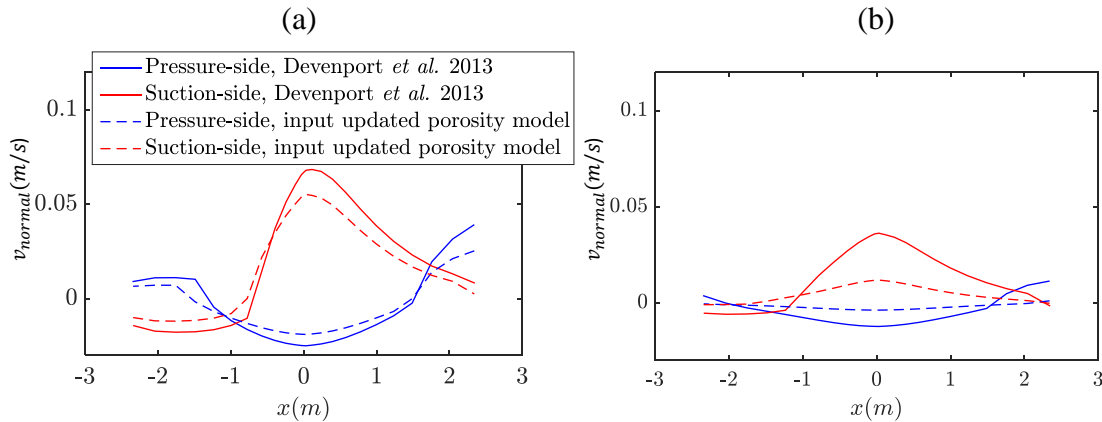 (a)
Pressure-side, Devenport et al. 2013
Suction-side, Devenport et al. 2013
Pressure-side, input updated porosity model
Suction-side, input updated porosity model
0.1
0.05
0
v_normal(m/s)
-3 -2 -1 0 1 2 3
x(m)
(b)
0.1
0.05
0
v_normal(m/s)
-3 -2 -1 0 1 2 3
x(m)